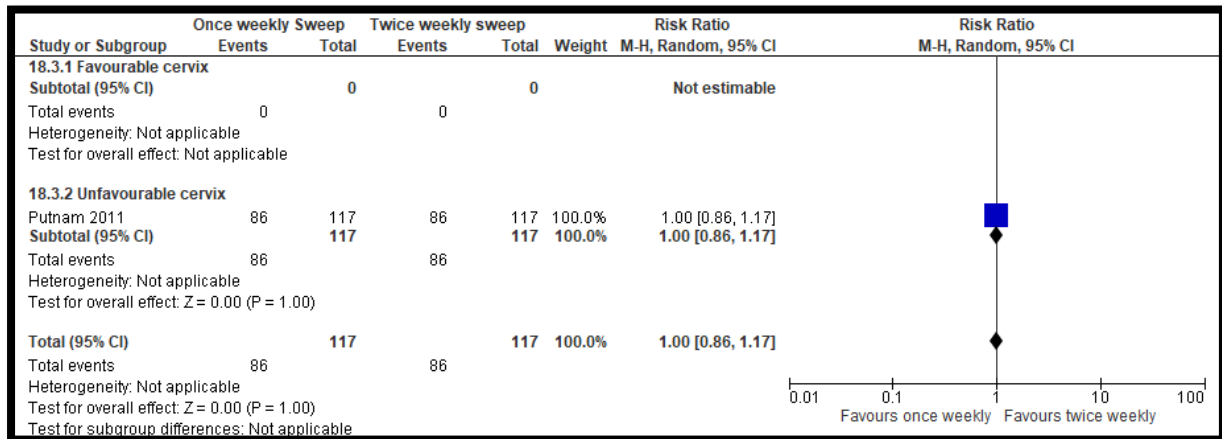 Once weekly Sweep Twice weekly sweep Risk Ratio Risk Ratio
Study or Subgroup Events Total Events Total Weight M-H, Random, 95% CI M-H, Random, 95% CI
18.3.1 Favourable cervix
Subtotal (95% CI) 0 0 Not estimable
Total events 0 0
Heterogeneity: Not applicable
Test for overall effect: Not applicable
18.3.2 Unfavourable cervix
Putnam 2011 86 117 86 117 100.0% 1.00 [0.86, 1.17]
Subtotal (95% CI) 117 117 100.0% 1.00 [0.86, 1.17]
Total events 86 86
Heterogeneity: Not applicable
Test for overall effect: Z = 0.00 (P = 1.00)
Total (95% CI) 117 117 100.0% 1.00 [0.86, 1.17]
Total events 86 86
Heterogeneity: Not applicable
Test for overall effect: Z = 0.00 (P = 1.00)
Test for subgroup differences: Not applicable
0.01 0.1 1 10 100
Favours once weekly Favours twice weekly